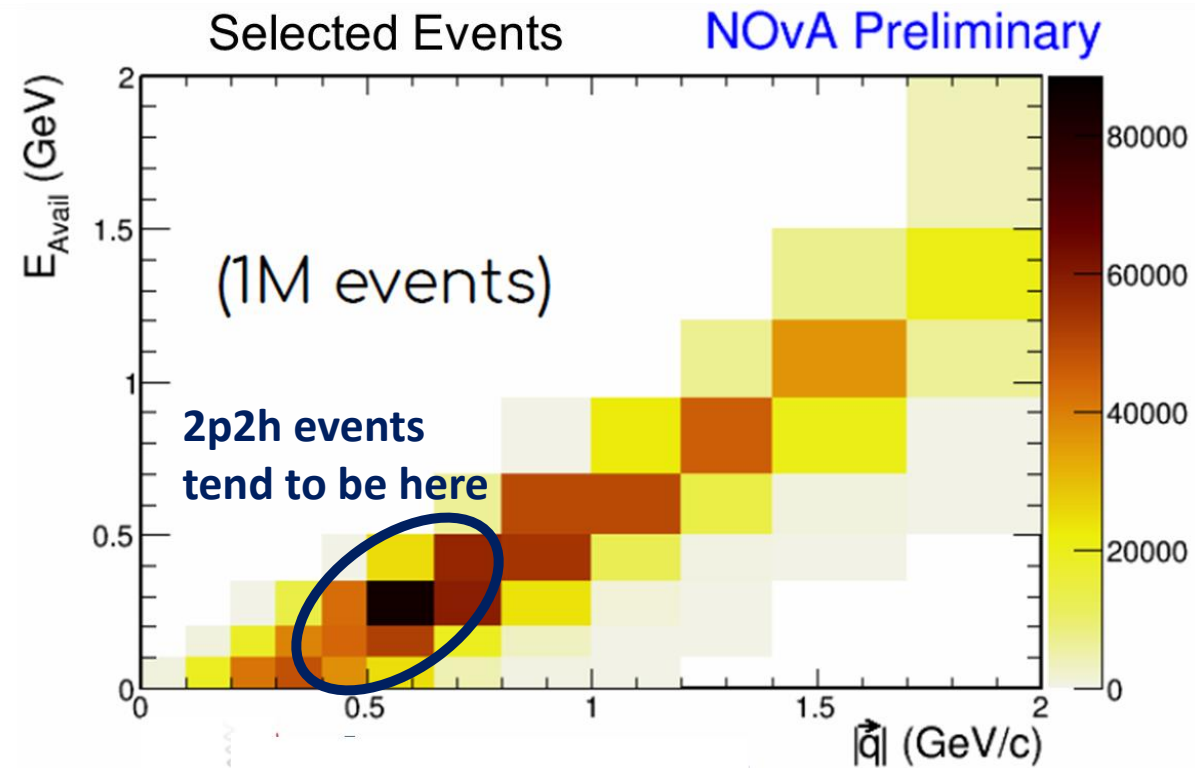 Selected Events
NOvA Preliminary
E_Avail (GeV)
2
1.5
1
0.5
0
(1M events)
2p2h events
tend to be here
80000
60000
40000
20000
0
0
0.5
1
1.5
2
|q⃗| (GeV/c)